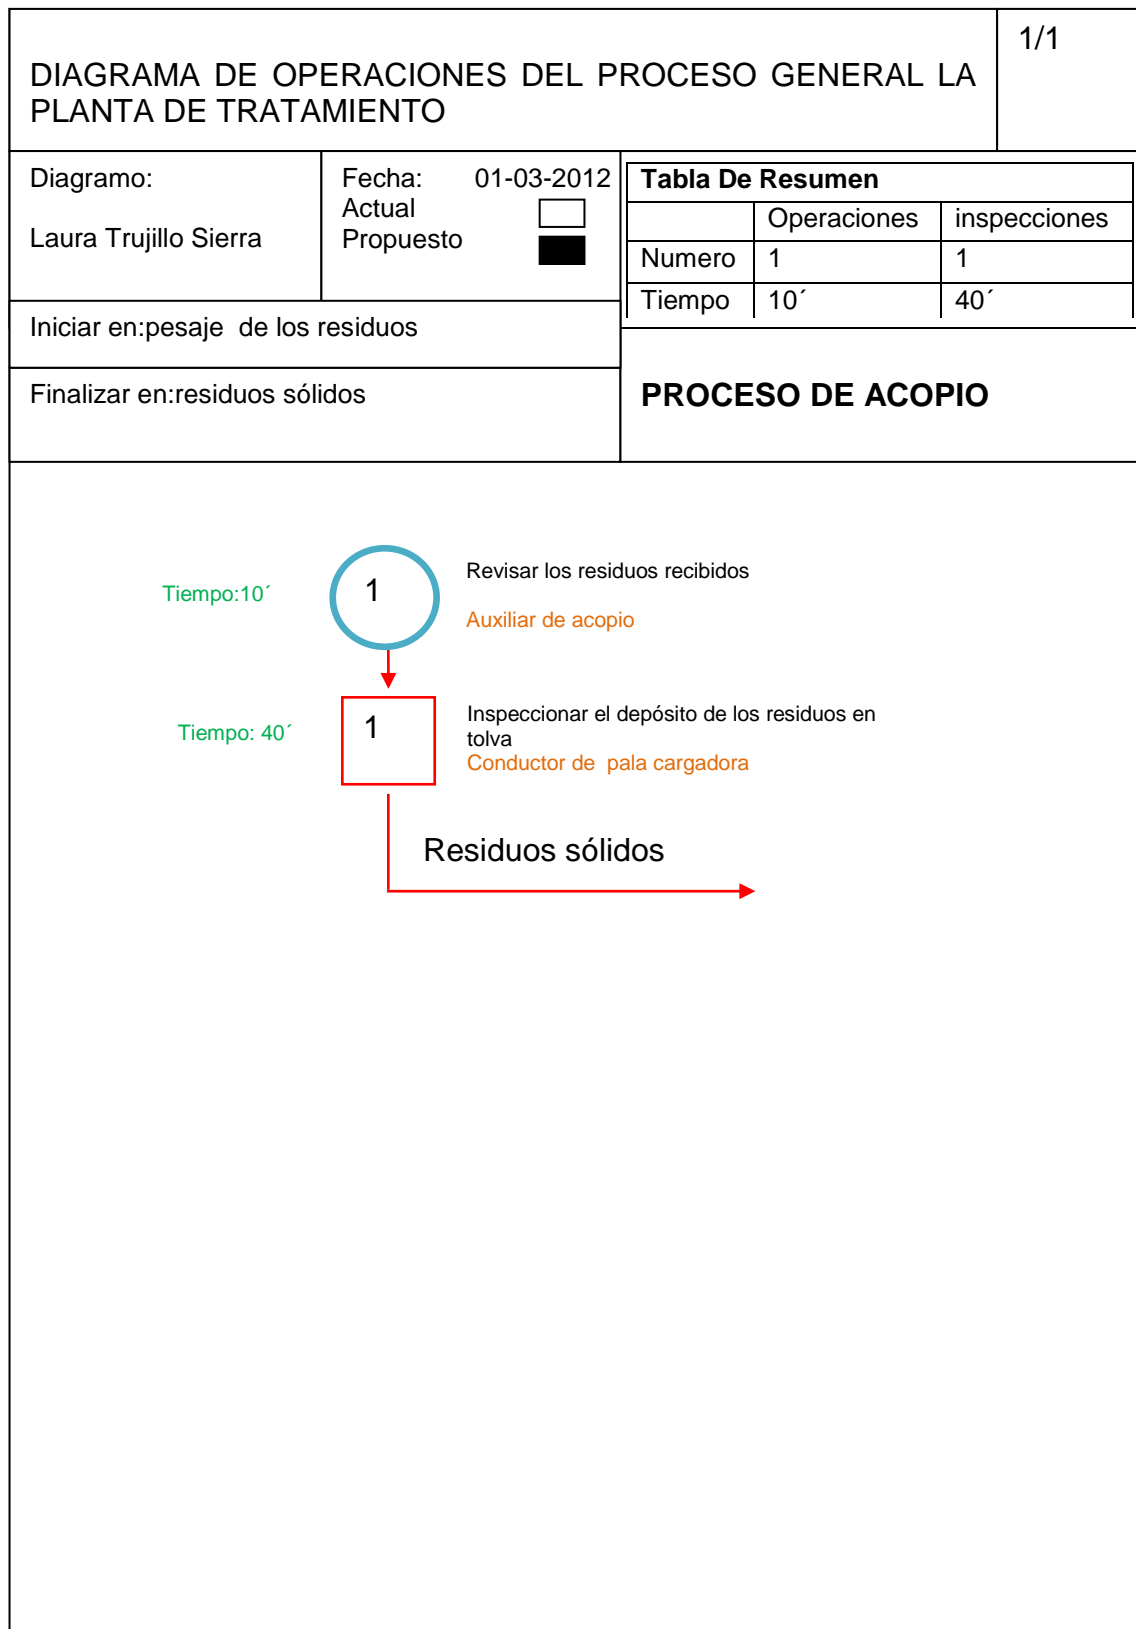 DIAGRAMA DE OPERACIONES DEL PROCESO GENERAL LA
PLANTA DE TRATAMIENTO
1/1
Diagramo:
Laura Trujillo Sierra
Fecha: 01-03-2012
Actual
Propuesto
Tabla De Resumen
Operaciones inspecciones
Numero 1 1
Tiempo 10´ 40´
Iniciar en:pesaje de los residuos
Finalizar en:residuos sólidos
PROCESO DE ACOPIO
Tiempo:10´
1
Revisar los residuos recibidos
Auxiliar de acopio
Tiempo: 40´
1
Inspeccionar el depósito de los residuos en
tolva
Conductor de pala cargadora
Residuos sólidos